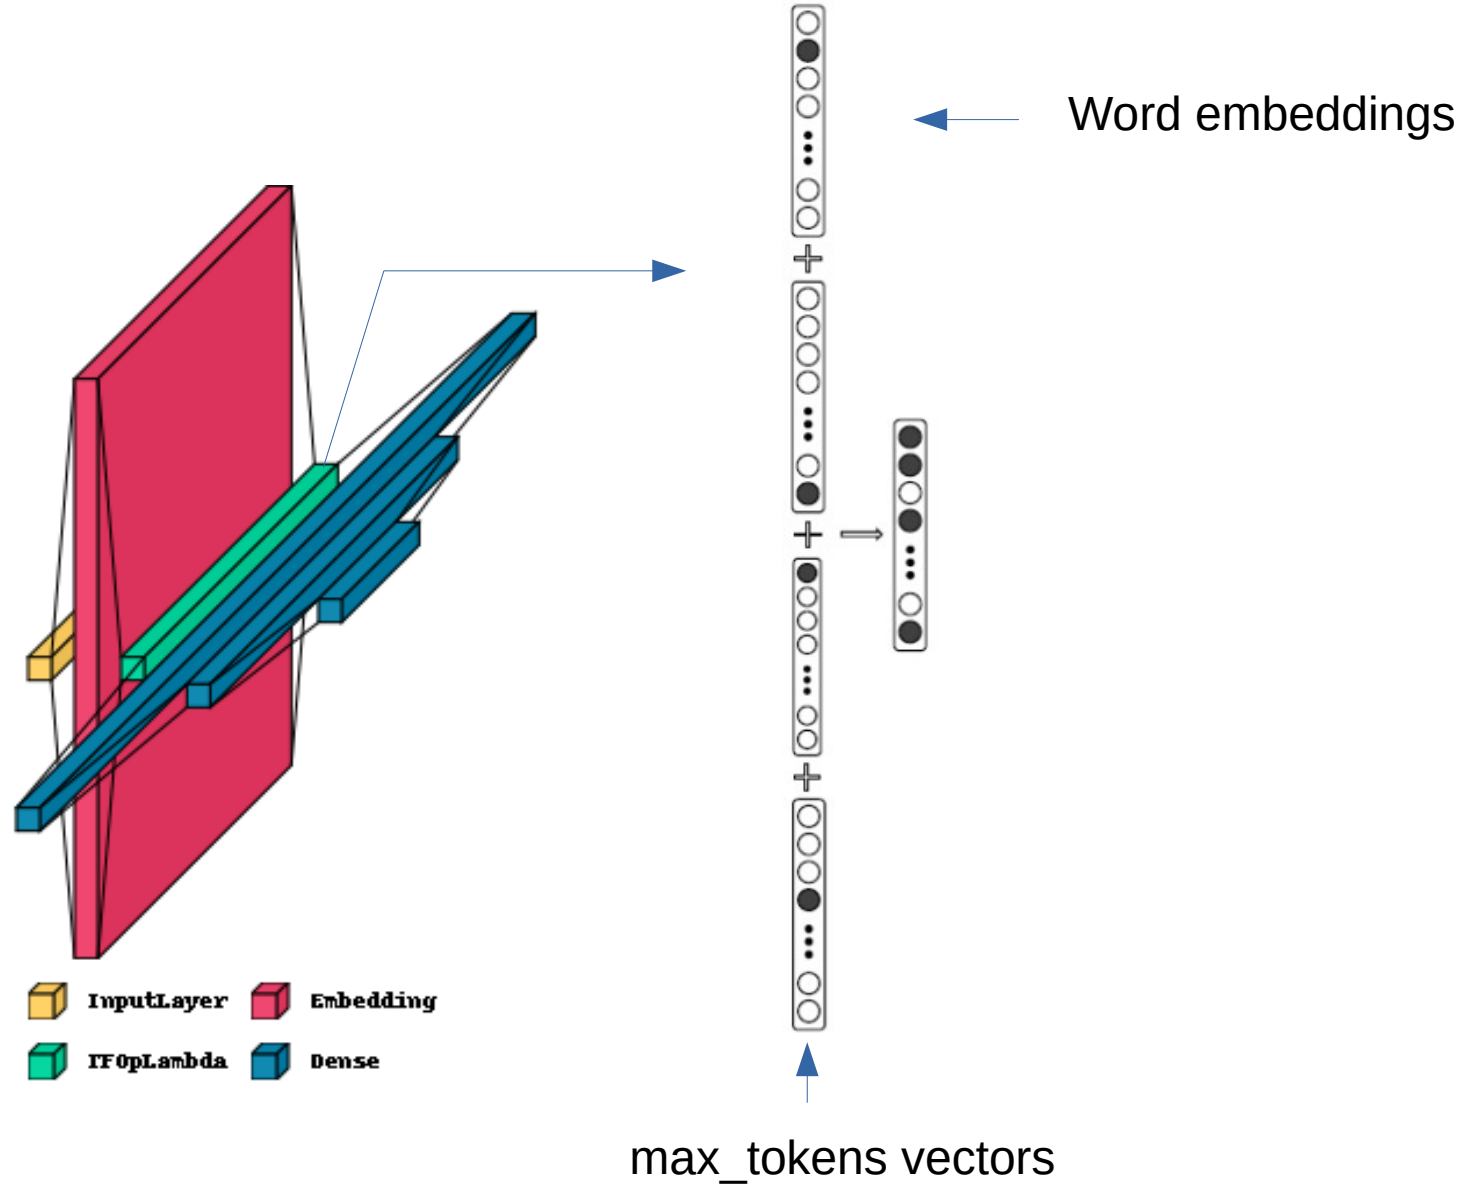 Word embeddings
InputLayer
Embedding
TFOpLambda
Dense
max_tokens vectors